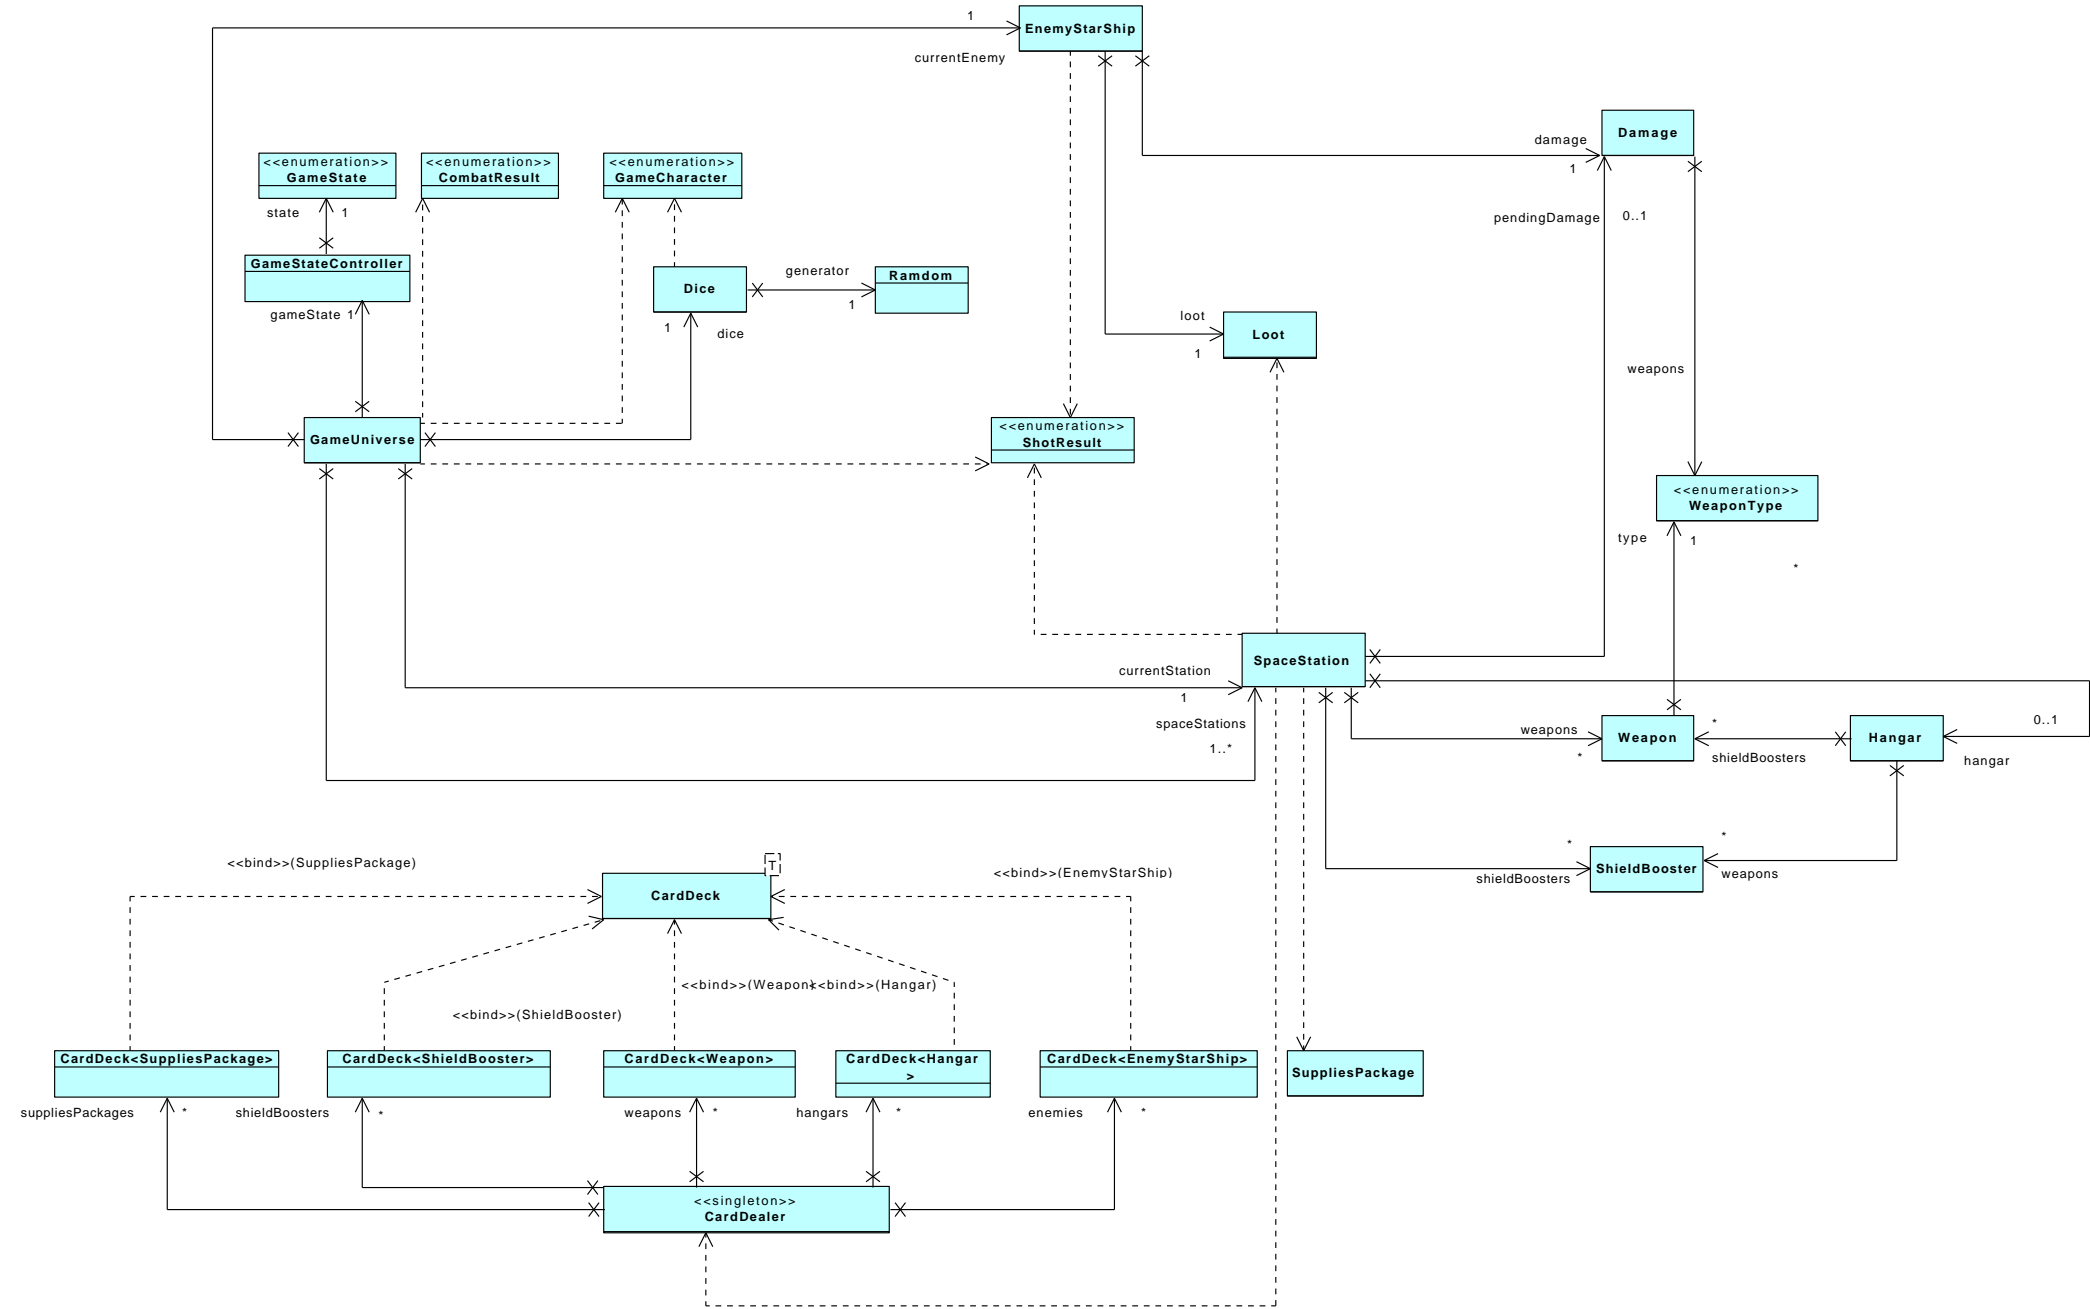 1
EnemyStarShip
currentEnemy
Damage
damage
1
<<enumeration>>
GameState
<<enumeration>>
CombatResult
<<enumeration>>
GameCharacter
state
1
pendingDamage
0..1
GameStateController
Dice
generator
1
Ramdom
gameState
1
1
dice
loot
1
Loot
weapons
GameUniverse
<<enumeration>>
ShotResult
<<enumeration>>
WeaponType
type
1
*
SpaceStation
currentStation
1
spaceStations
1..*
weapons
*
Weapon
*
shieldBoosters
Hangar
0..1
hangar
*
shieldBoosters
ShieldBooster
*
weapons
<<bind>>(SuppliesPackage)
T
CardDeck
<<bind>>(EnemyStarShip)
<<bind>>(Weapon)
<<bind>>(Hangar)
<<bind>>(ShieldBooster)
CardDeck<SuppliesPackage>
CardDeck<ShieldBooster>
CardDeck<Weapon>
CardDeck<Hangar
>
CardDeck<EnemyStarShip>
SuppliesPackage
suppliesPackages
*
shieldBoosters
*
weapons
*
hangars
*
enemies
*
<<singleton>>
CardDealer